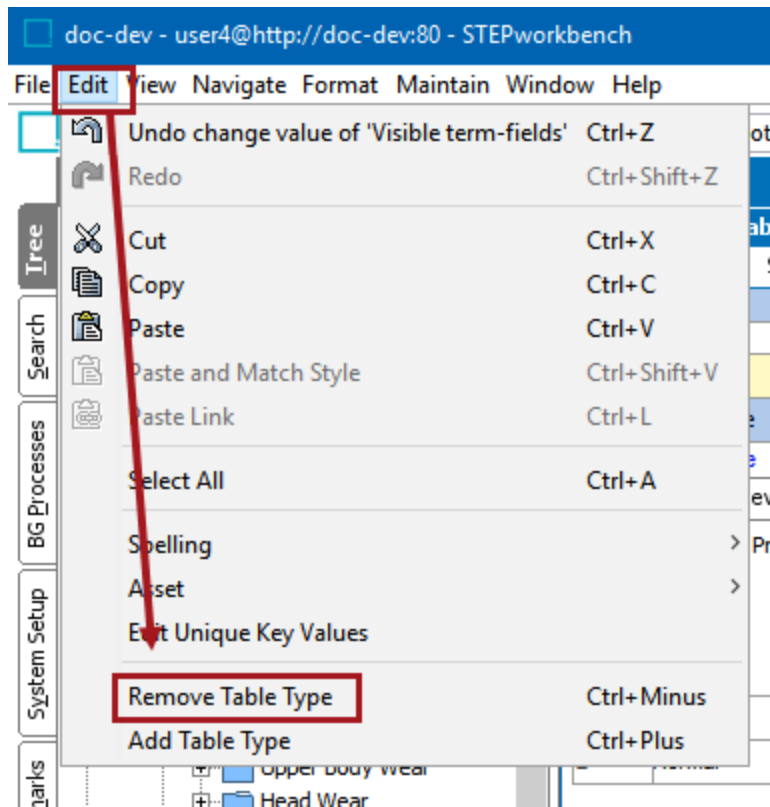 doc-dev - user4@http://doc-dev:80 - STEPworkbench
File Edit View Navigate Format Maintain Window Help
Undo change value of 'Visible term-fields' Ctrl+Z
Redo Ctrl+Shift+Z
Cut Ctrl+X
Copy Ctrl+C
Paste Ctrl+V
Paste and Match Style Ctrl+Shift+V
Paste Link Ctrl+L
Select All Ctrl+A
Spelling
Asset
Edit Unique Key Values
Remove Table Type Ctrl+Minus
Add Table Type Ctrl+Plus
Upper Body Wear
Head Wear
Tree
Search
BG Processes
System Setup